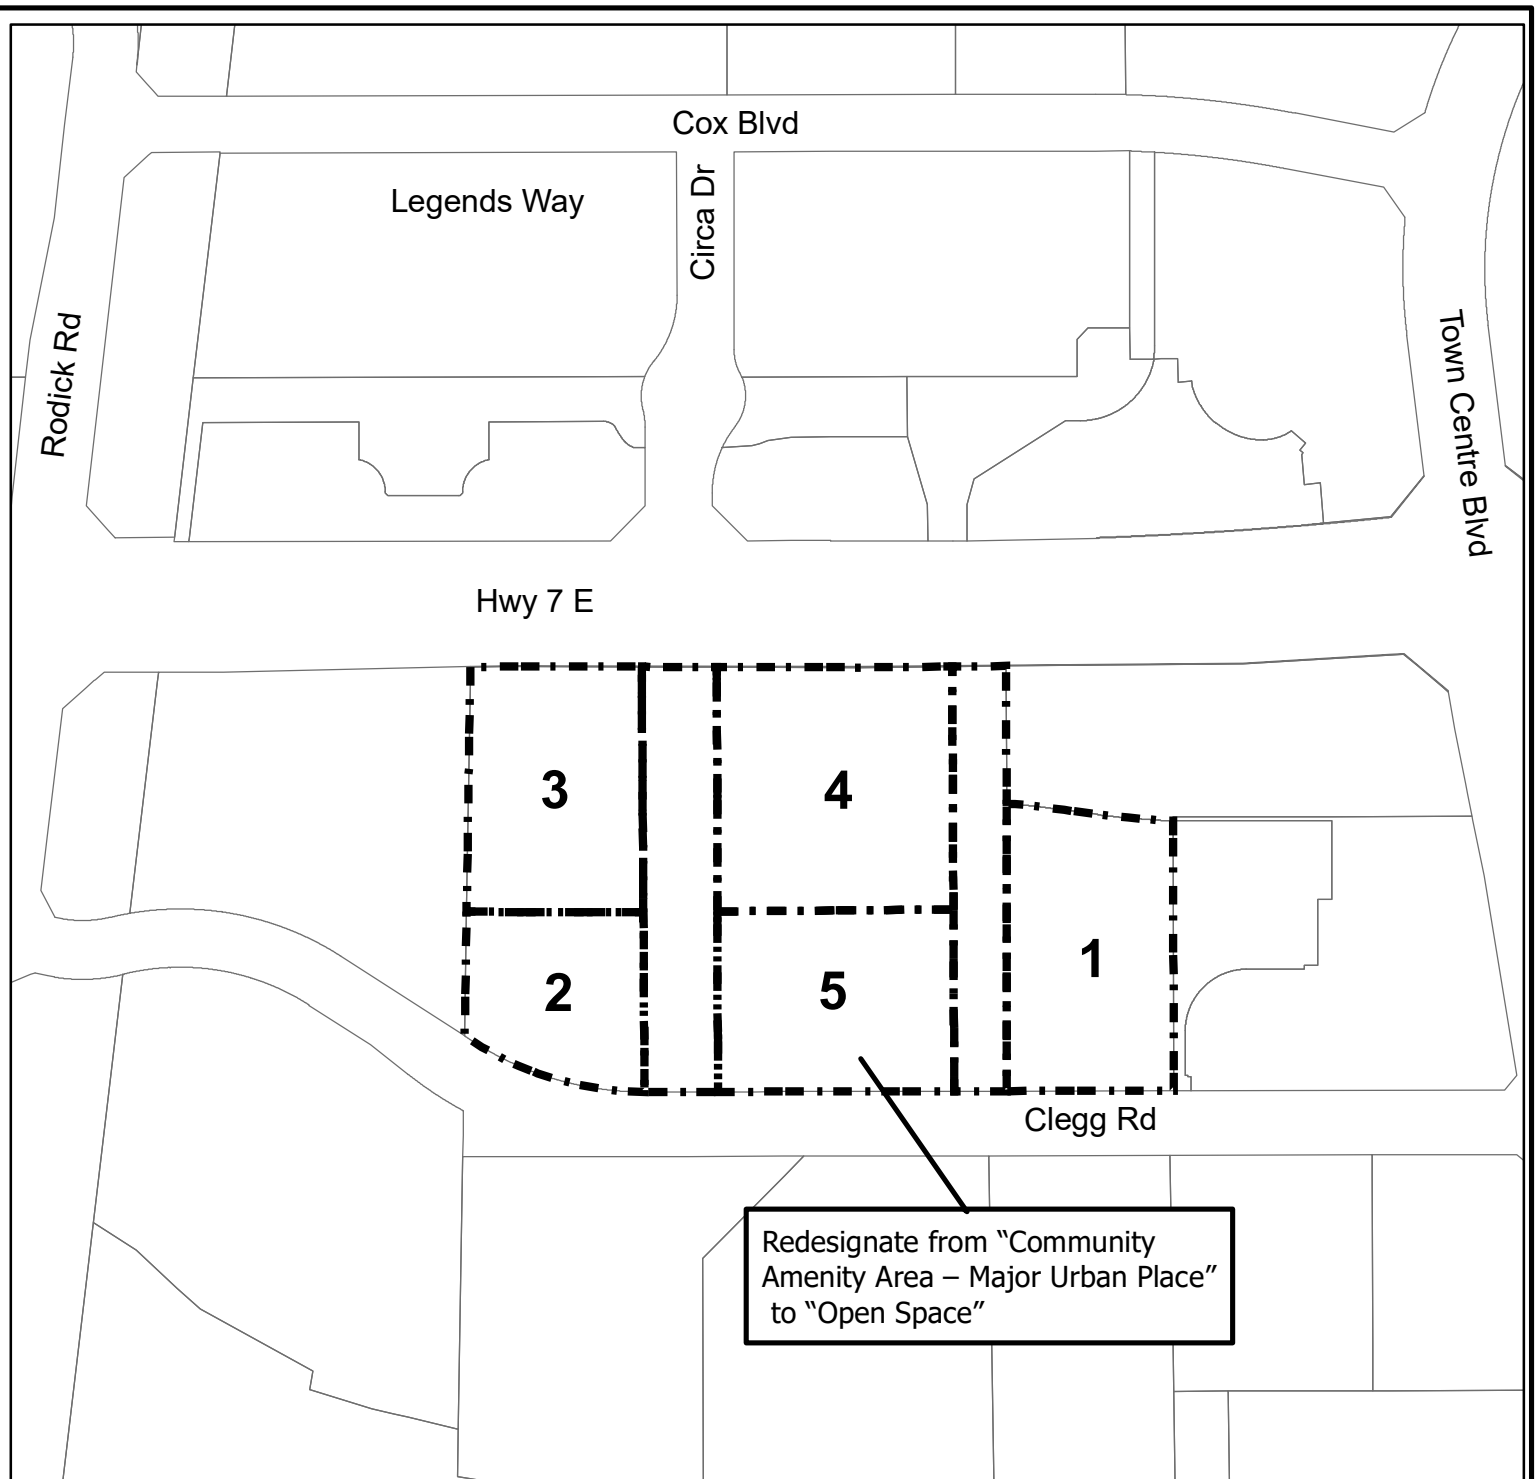 Cox Blvd
Legends Way
Circa Dr
Rodick Rd
Town Centre Blvd
Hwy 7 E
3
4
1
2
5
Clegg Rd
Redesignate from “Community
Amenity Area – Major Urban Place”
to “Open Space”